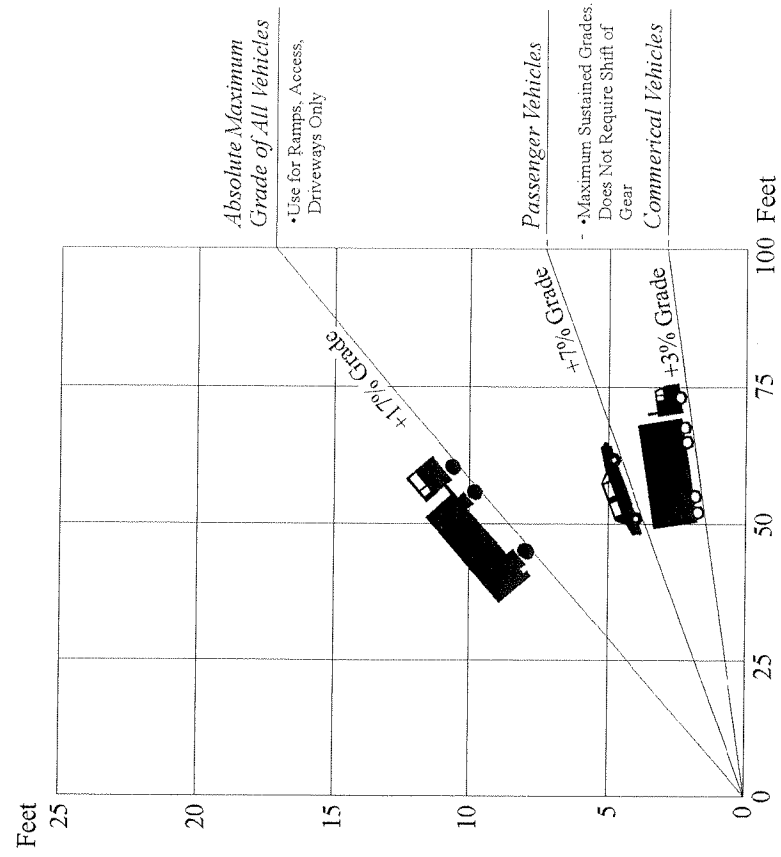 Feet
25
20
15
10
5
0
0
25
50
75
100 Feet
+17% Grade
+7% Grade
+3% Grade
Absolute Maximum
Grade of All Vehicles
•Use for Ramps, Access,
Driveways Only
Passenger Vehicles
•Maximum Sustained Grades.
Does Not Require Shift of
Gear
Commerical Vehicles